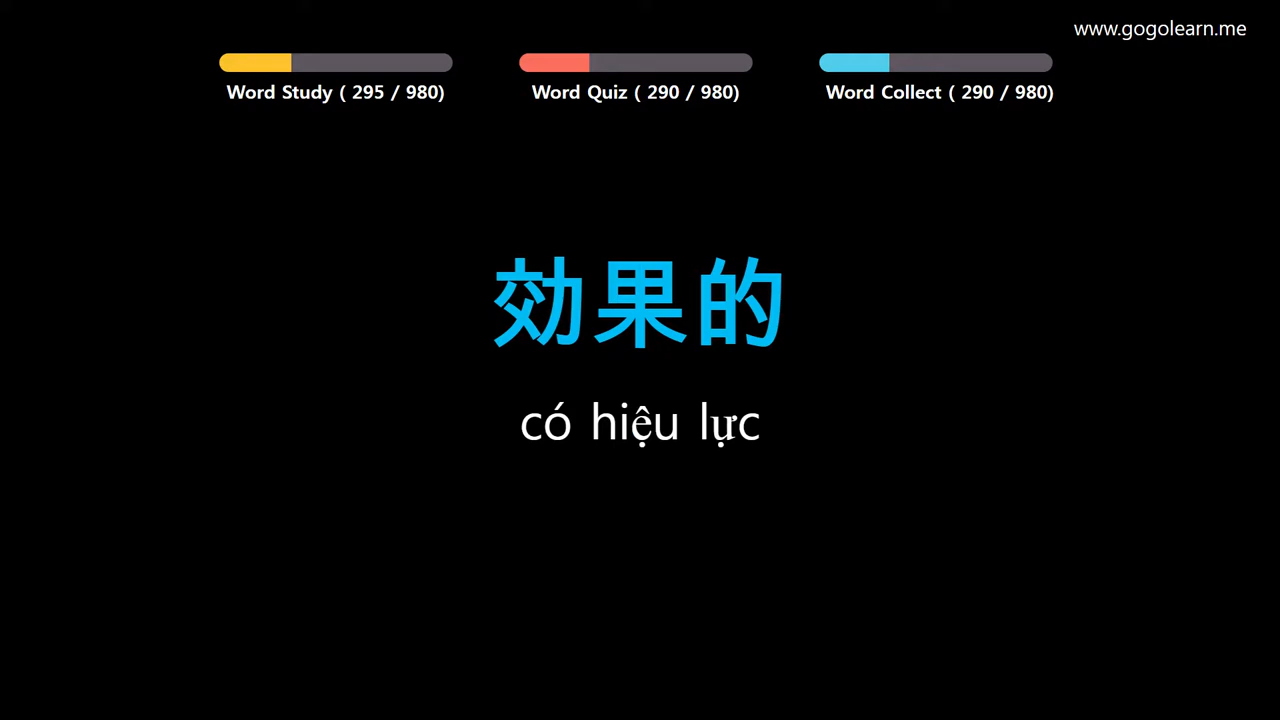 www.gogolearn.me
Word Study ( 295 / 980)
Word Quiz ( 290 / 980)
Word Collect ( 290 / 980)
効果的
có hiệu lực